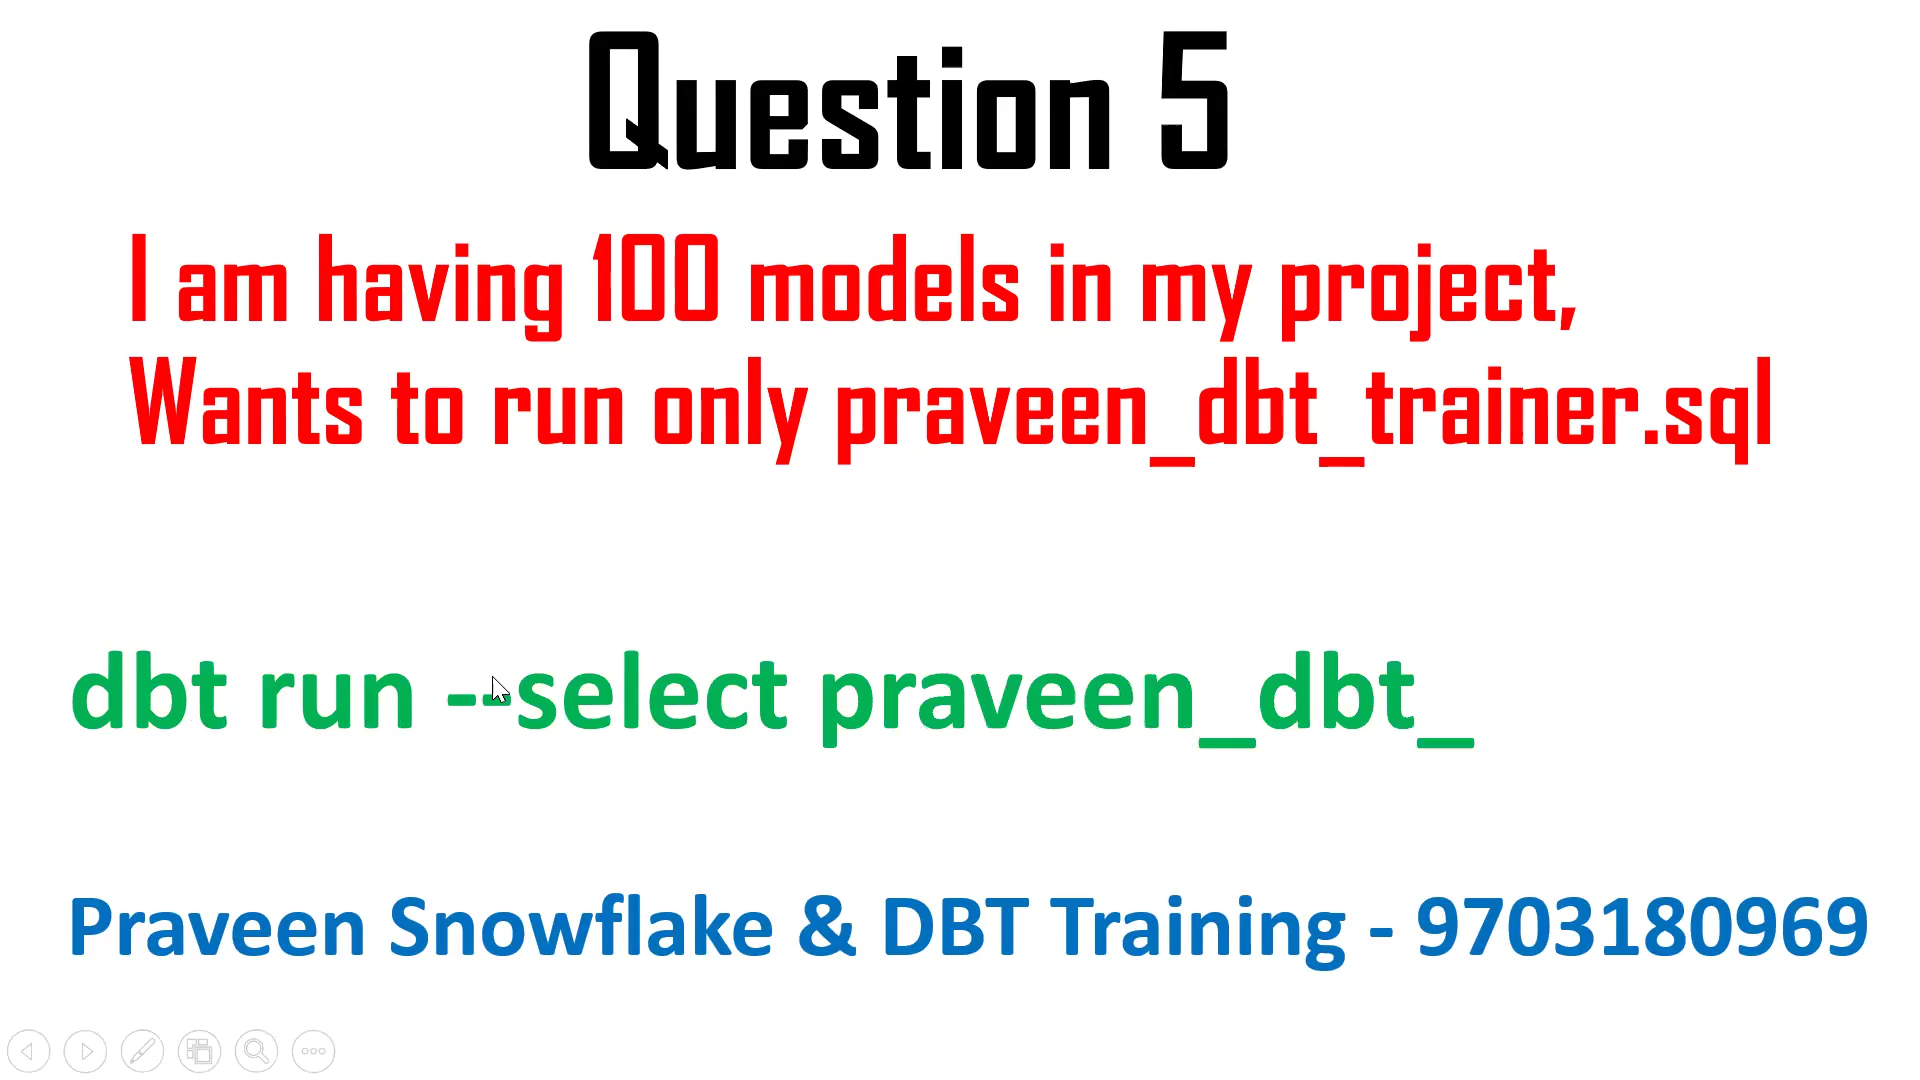 Question 5
I am having 100 models in my project,
Wants to run only praveen_dbt_trainer.sql
dbt run --select praveen_dbt_
Praveen Snowflake & DBT Training - 9703180969